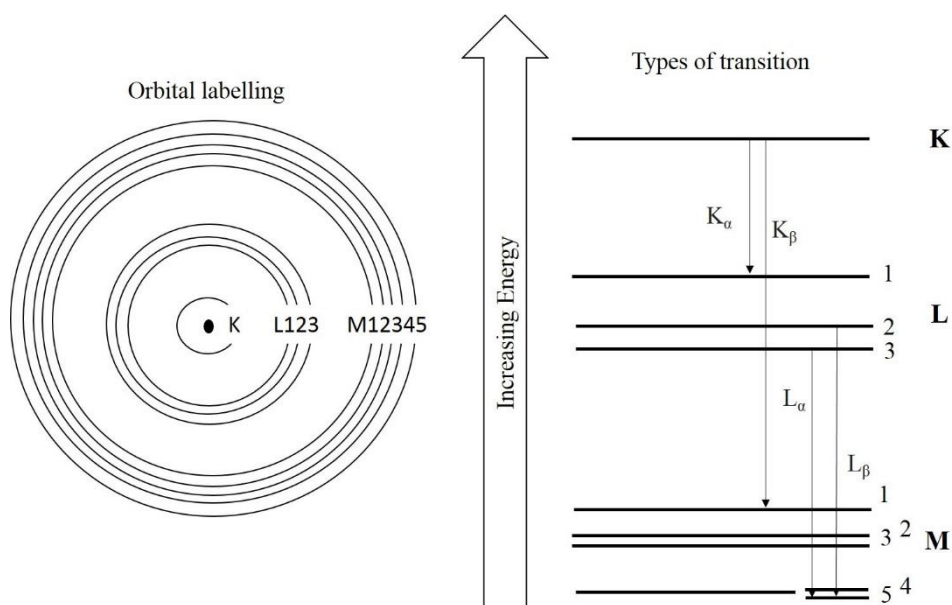 Orbital labelling
K
L123
M12345
Increasing Energy
Types of transition
K
Kα
Kβ
1
2
L
3
Lα
Lβ
1
2
3
M
4
5